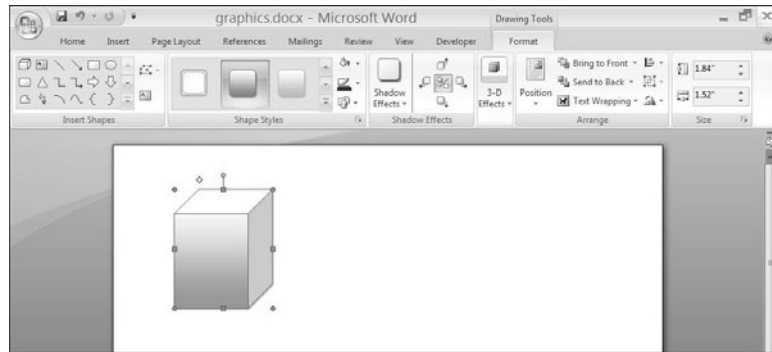 graphics.docx - Microsoft Word
Drawing Tools
Home Insert Page Layout References Mailings Review View Developer Format
Bring to Front
Send to Back
Text Wrapping
Shadow Effects
3-D Effects
Position
1.84"
1.52"
Insert Shapes Shape Styles Shadow Effects Arrange Size